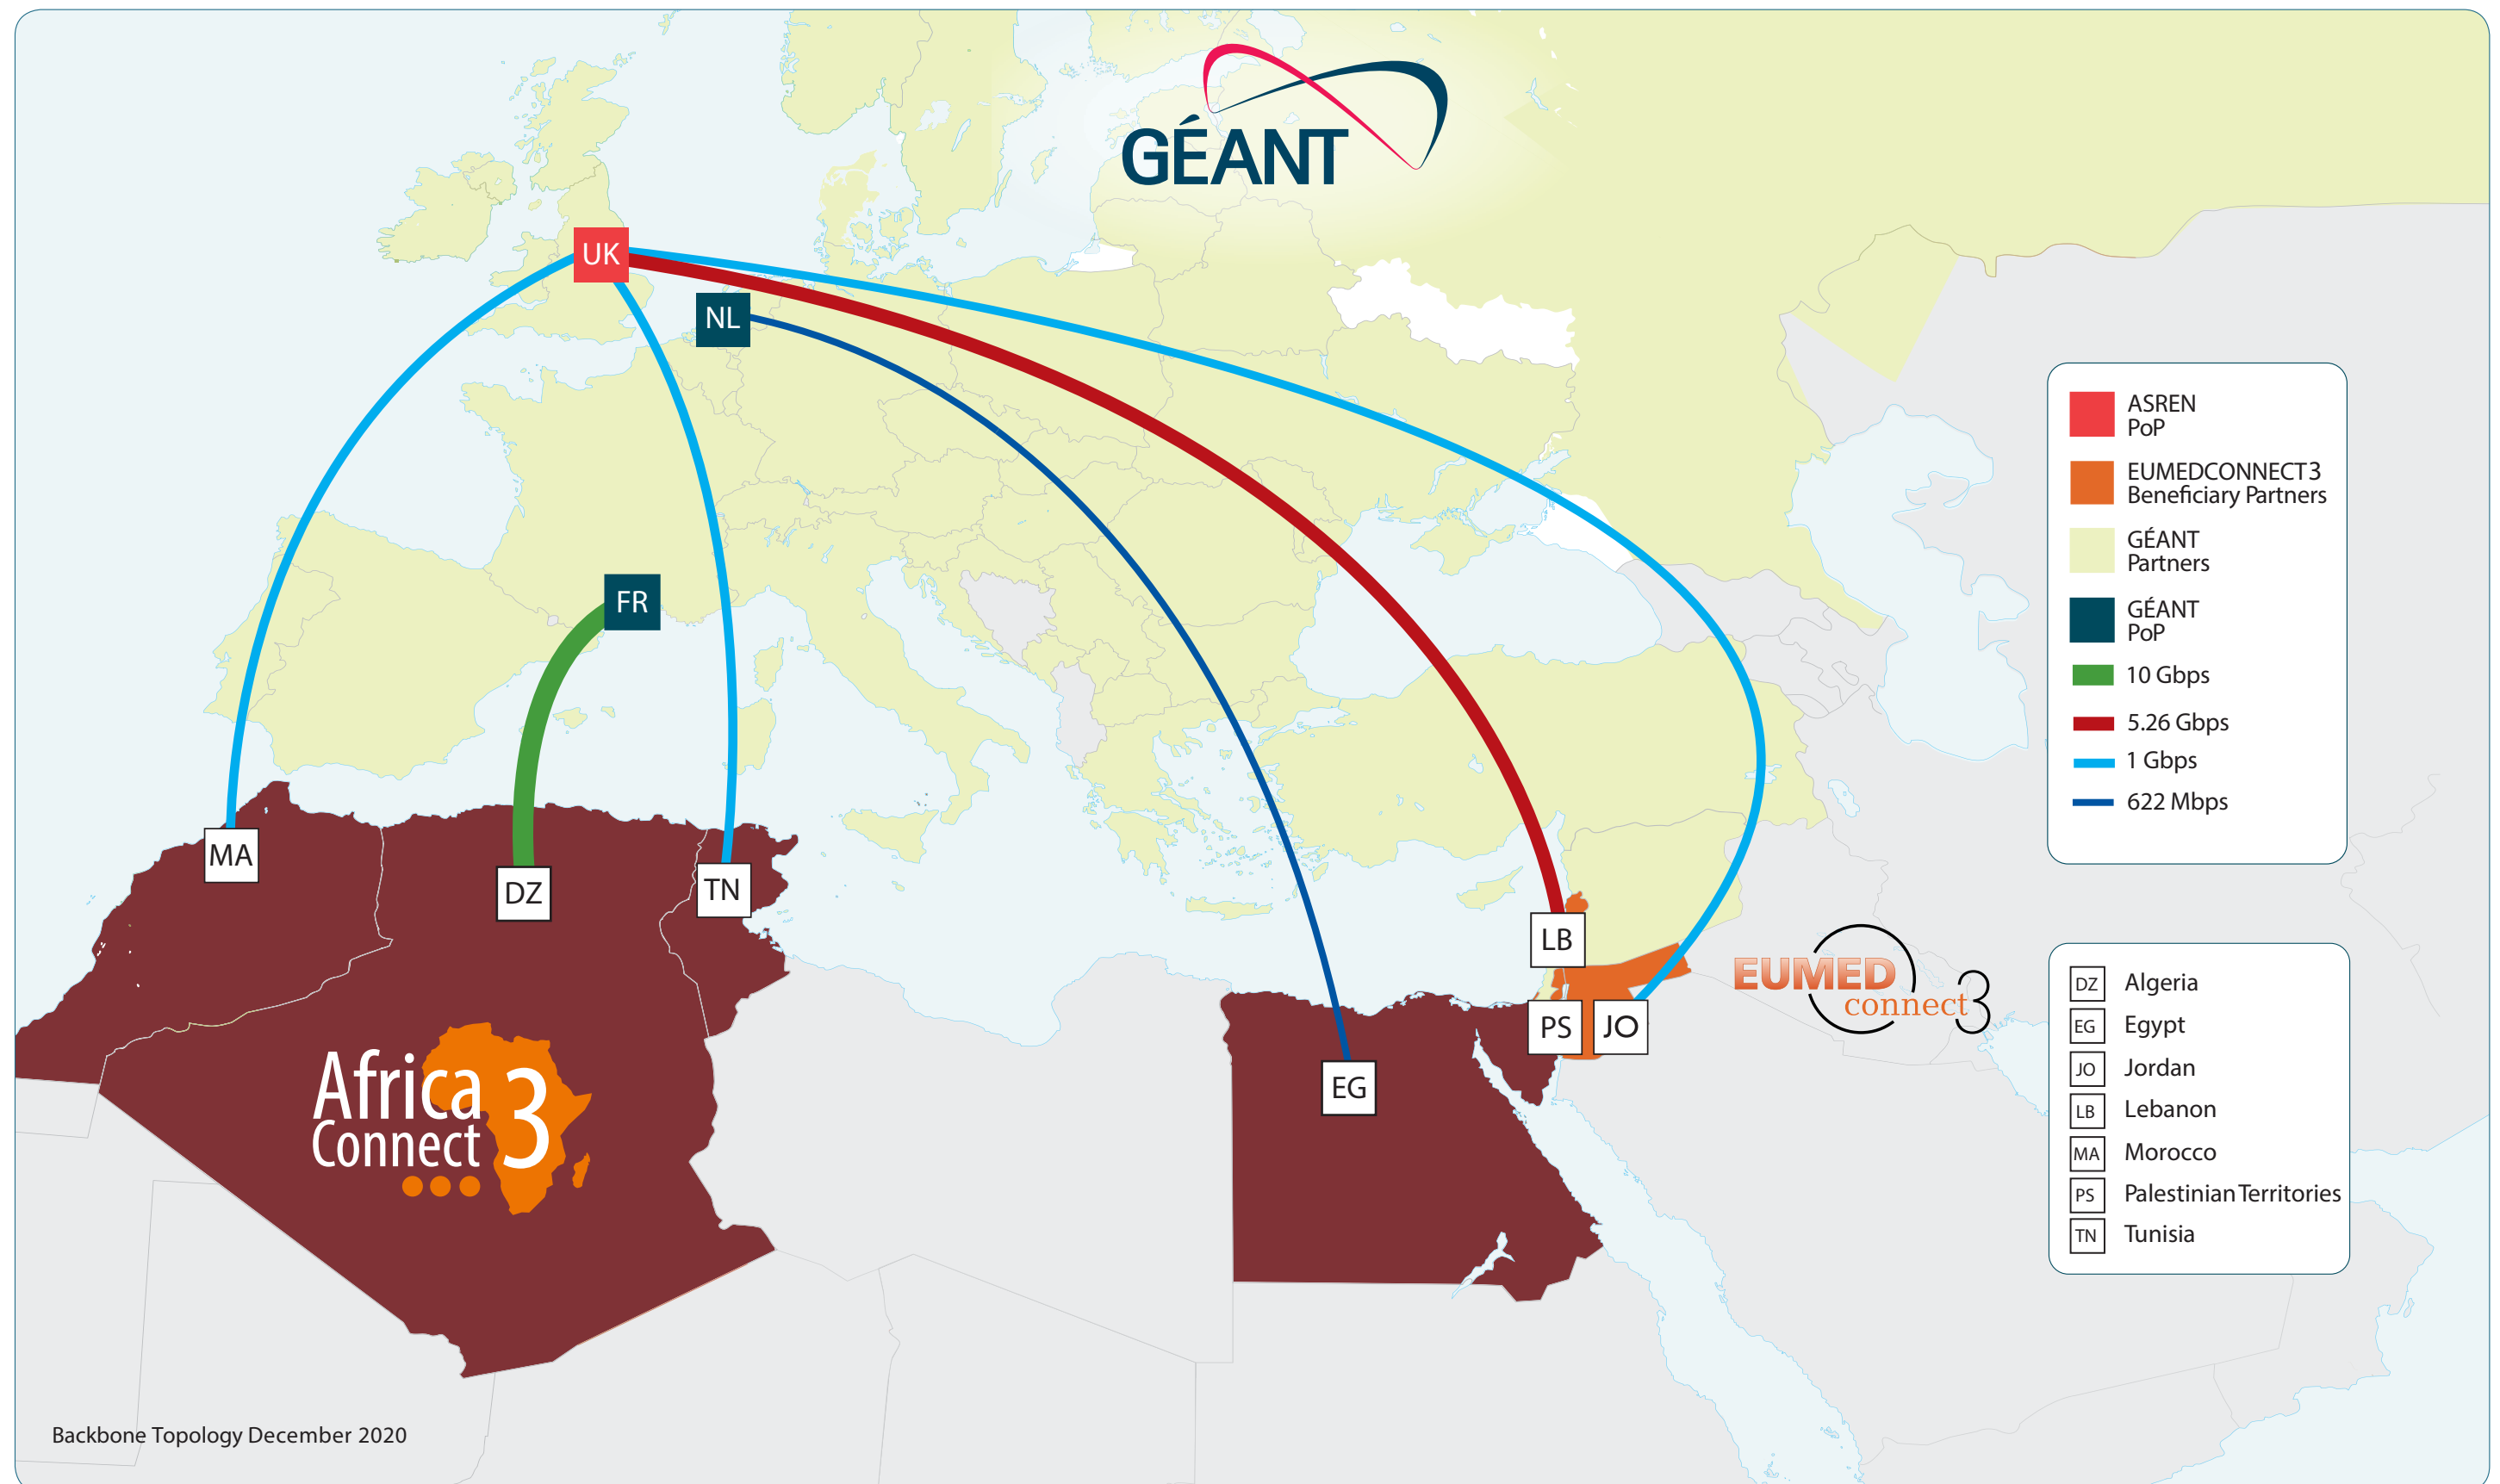 GÉANT
UK
NL
FR
MA
DZ
TN
LB
PS
JO
EG
ASREN
PoP
EUMEDCONNECT3
Beneficiary Partners
GÉANT
Partners
GÉANT
PoP
10 Gbps
5.26 Gbps
1 Gbps
622 Mbps
EUMED
connect3
DZ Algeria
EG Egypt
JO Jordan
LB Lebanon
MA Morocco
PS Palestinian Territories
TN Tunisia
Africa
Connect 3
Backbone Topology December 2020